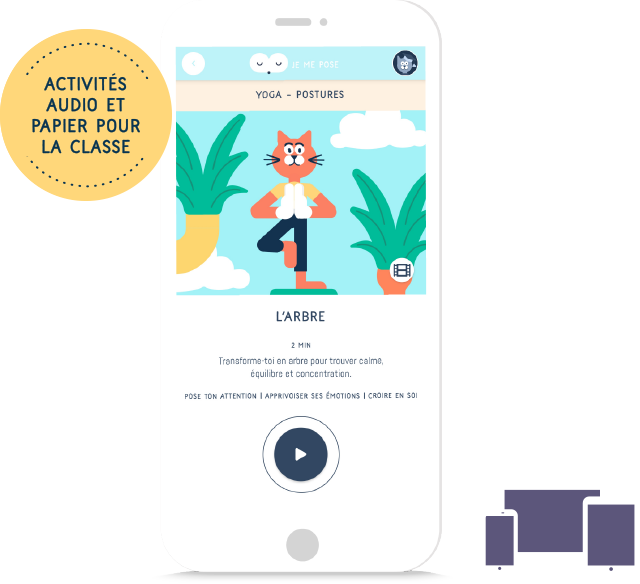 ACTIVITÉS
AUDIO ET
PAPIER POUR
LA CLASSE
JE ME POSE
YOGA – POSTURES
L'ARBRE
2 MIN
Transforme-toi en arbre pour trouver calme,
équilibre et concentration.
POSE TON ATTENTION | APPRIVOISER SES ÉMOTIONS | CROIRE EN SOI